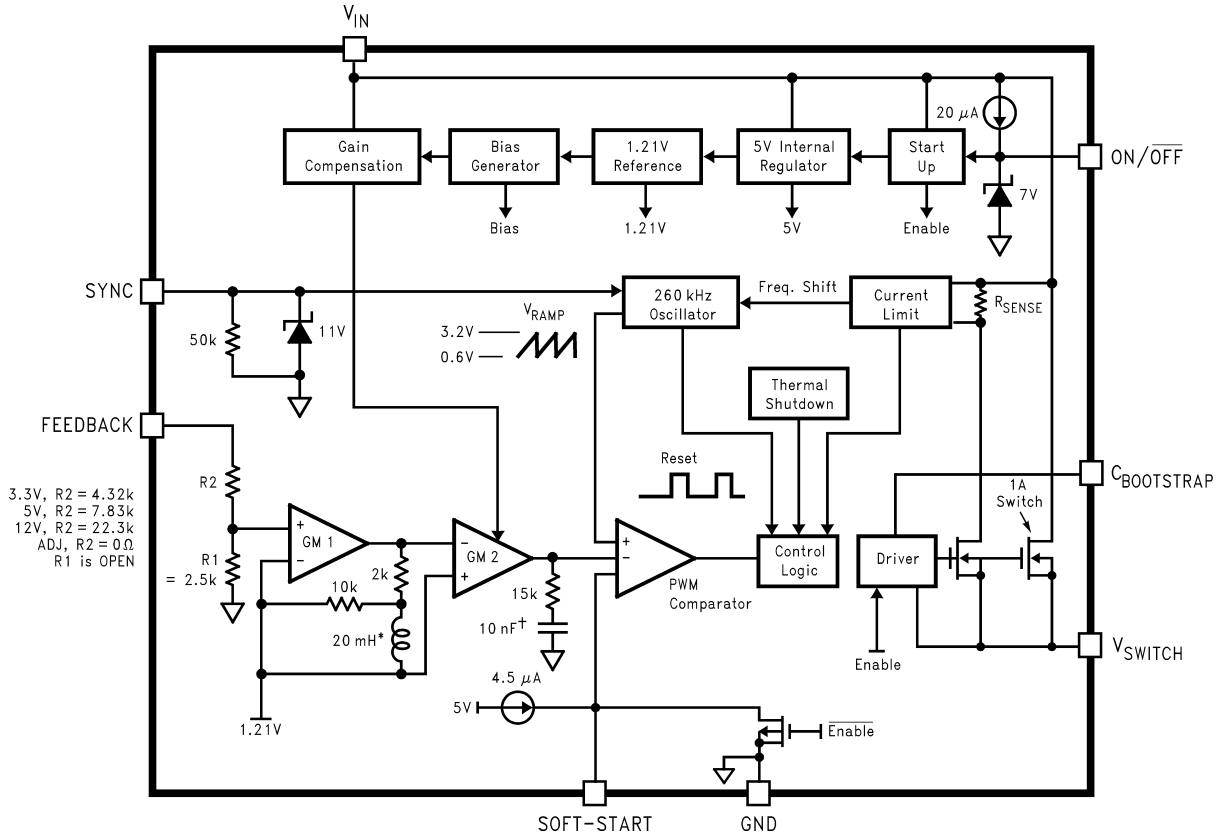 VIN
20 μA
ON/OFF
Gain
Compensation
Bias
Generator
1.21V
Reference
5V Internal
Regulator
Start
Up
7V
Bias
1.21V
5V
Enable
SYNC
50k
11V
VRAMP
3.2V
0.6V
260 kHz
Oscillator
Freq. Shift
Current
Limit
RSENSE
Thermal
Shutdown
FEEDBACK
R2
3.3V, R2 = 4.32k
5V, R2 = 7.83k
12V, R2 = 22.3k
ADJ, R2 = 0Ω
R1 is OPEN
R1
= 2.5k
Reset
CBOOTSTRAP
1A
Switch
+
GM 1
−
−
GM 2
+
2k
10k
20 mH*
15k
10 nF†
+
−
−
PWM
Comparator
Control
Logic
Driver
Enable
VSWITCH
1.21V
4.5 μA
5V
Enable
SOFT-START
GND